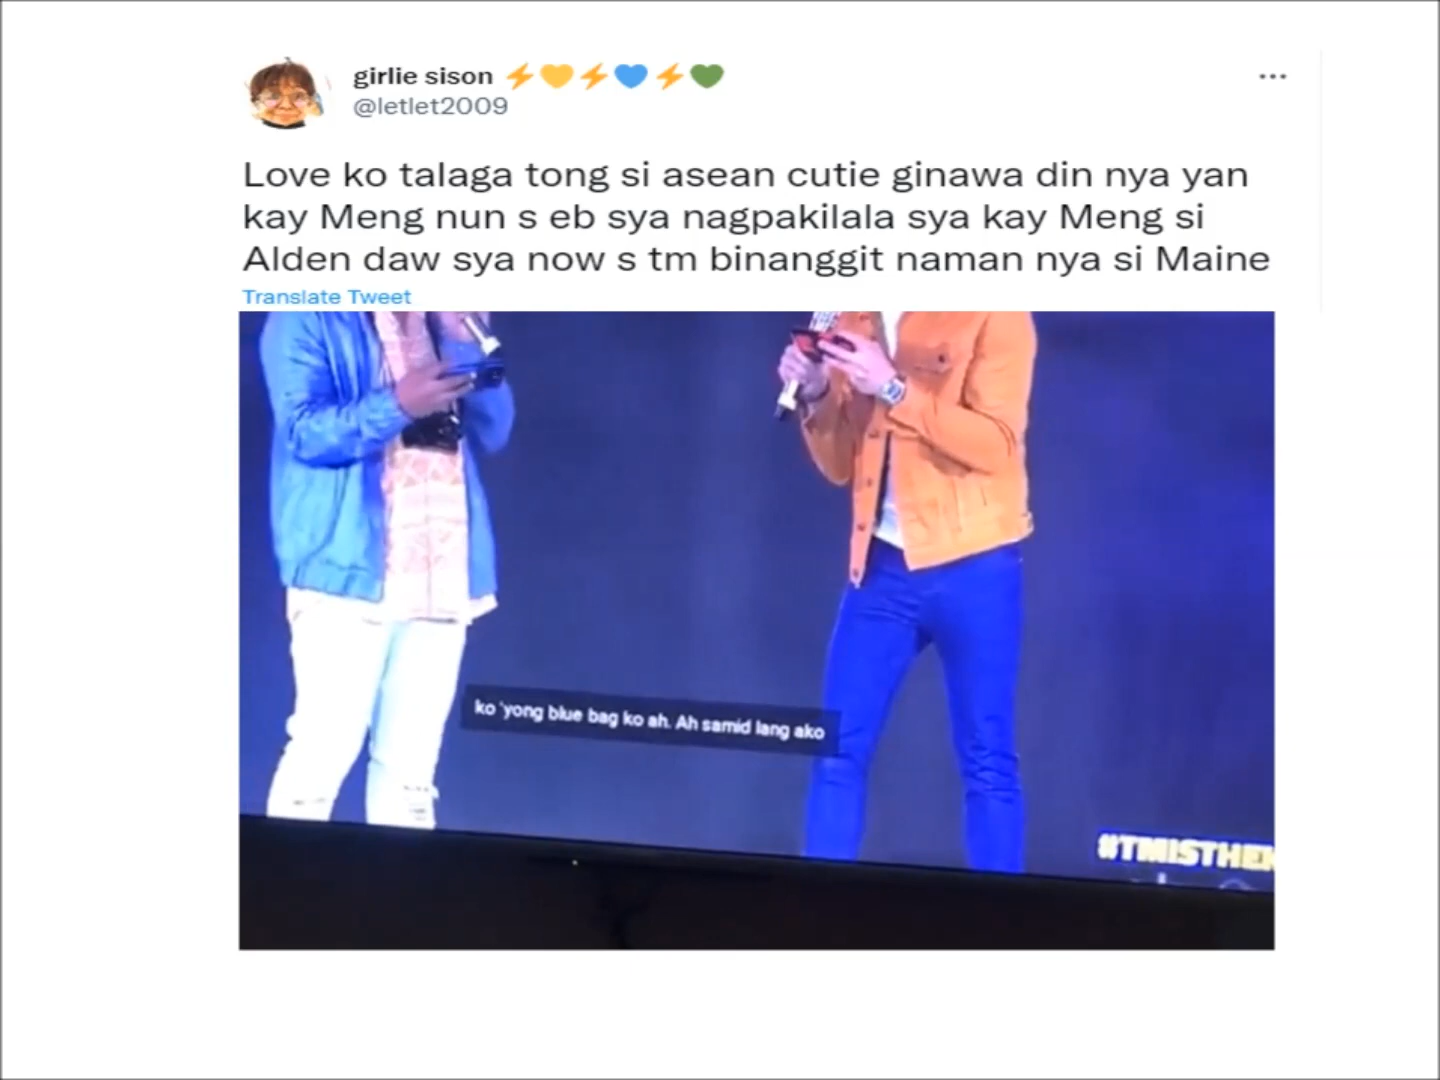 girlie sison ⚡💛⚡💙⚡💚
@letlet2009
Love ko talaga tong si asean cutie ginawa din nya yan
kay Meng nun s eb sya nagpakilala sya kay Meng si
Alden daw sya now s tm binanggit naman nya si Maine
Translate Tweet
ko 'yong blue bag ko ah. Ah samid lang ako
#TMISTHE